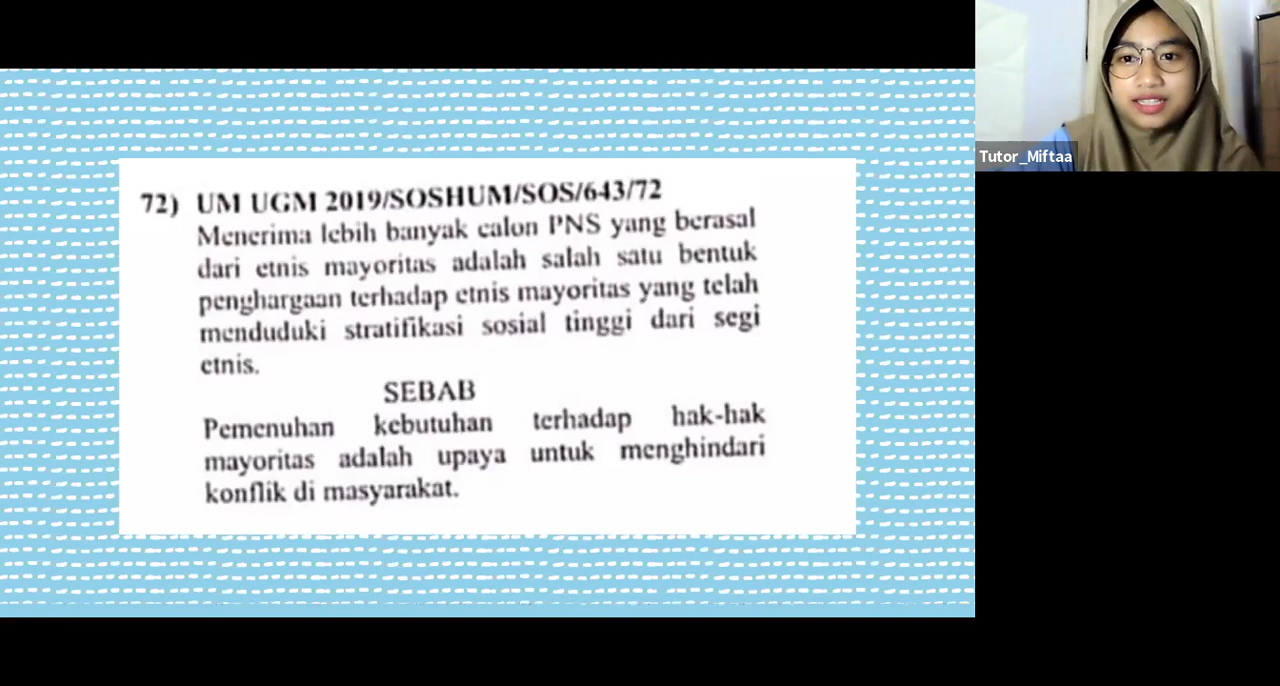 72) UM UGM 2019/SOSHUM/SOS/643/72
Menerima lebih banyak calon PNS yang berasal
dari etnis mayoritas adalah salah satu bentuk
penghargaan terhadap etnis mayoritas yang telah
menduduki stratifikasi sosial tinggi dari segi
etnis.
SEBAB
Pemenuhan kebutuhan terhadap hak-hak
mayoritas adalah upaya untuk menghindari
konflik di masyarakat.
Tutor_Miftaa